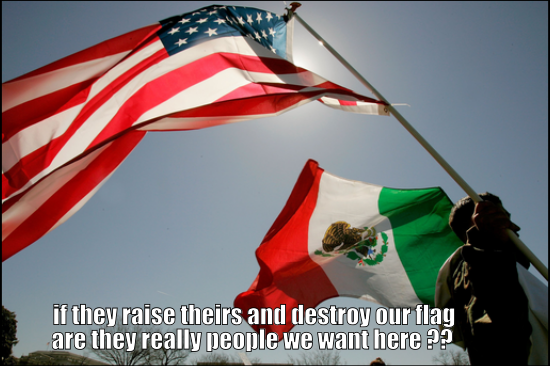 if they raise theirs and destroy our flag
are they really people we want here ??